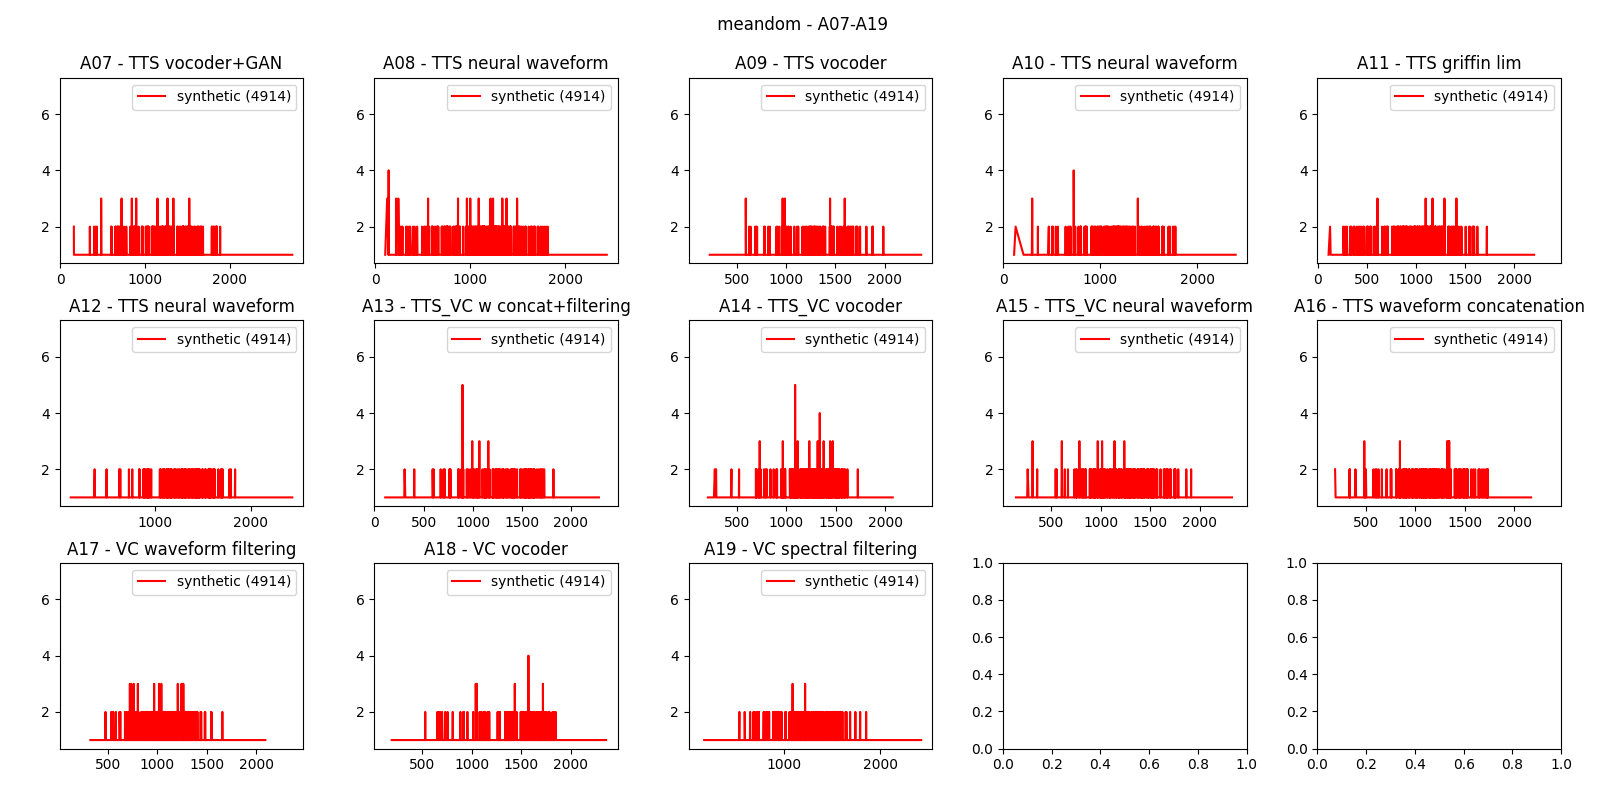 meandom - A07-A19
A07 - TTS vocoder+GAN
A08 - TTS neural waveform
A09 - TTS vocoder
A10 - TTS neural waveform
A11 - TTS griffin lim
synthetic (4914)
synthetic (4914)
synthetic (4914)
synthetic (4914)
synthetic (4914)
6 6 6 6 6
4 4 4 4 4
2 2 2 2 2
0 1000 2000
0 1000 2000
500 1000 1500 2000
0 1000 2000
0 500 1000 1500 2000
A12 - TTS neural waveform
A13 - TTS_VC w concat+filtering
A14 - TTS_VC vocoder
A15 - TTS_VC neural waveform
A16 - TTS waveform concatenation
synthetic (4914)
synthetic (4914)
synthetic (4914)
synthetic (4914)
synthetic (4914)
6 6 6 6 6
4 4 4 4 4
2 2 2 2 2
1000 2000
0 500 1000 1500 2000
500 1000 1500 2000
500 1000 1500 2000
500 1000 1500 2000
A17 - VC waveform filtering
A18 - VC vocoder
A19 - VC spectral filtering
synthetic (4914)
synthetic (4914)
synthetic (4914)
6 6 6
4 4 4
2 2 2
500 1000 1500 2000
500 1000 1500 2000
1000 2000
1.0
0.8
0.6
0.4
0.2
0.0
0.0 0.2 0.4 0.6 0.8 1.0
1.0
0.8
0.6
0.4
0.2
0.0
0.0 0.2 0.4 0.6 0.8 1.0